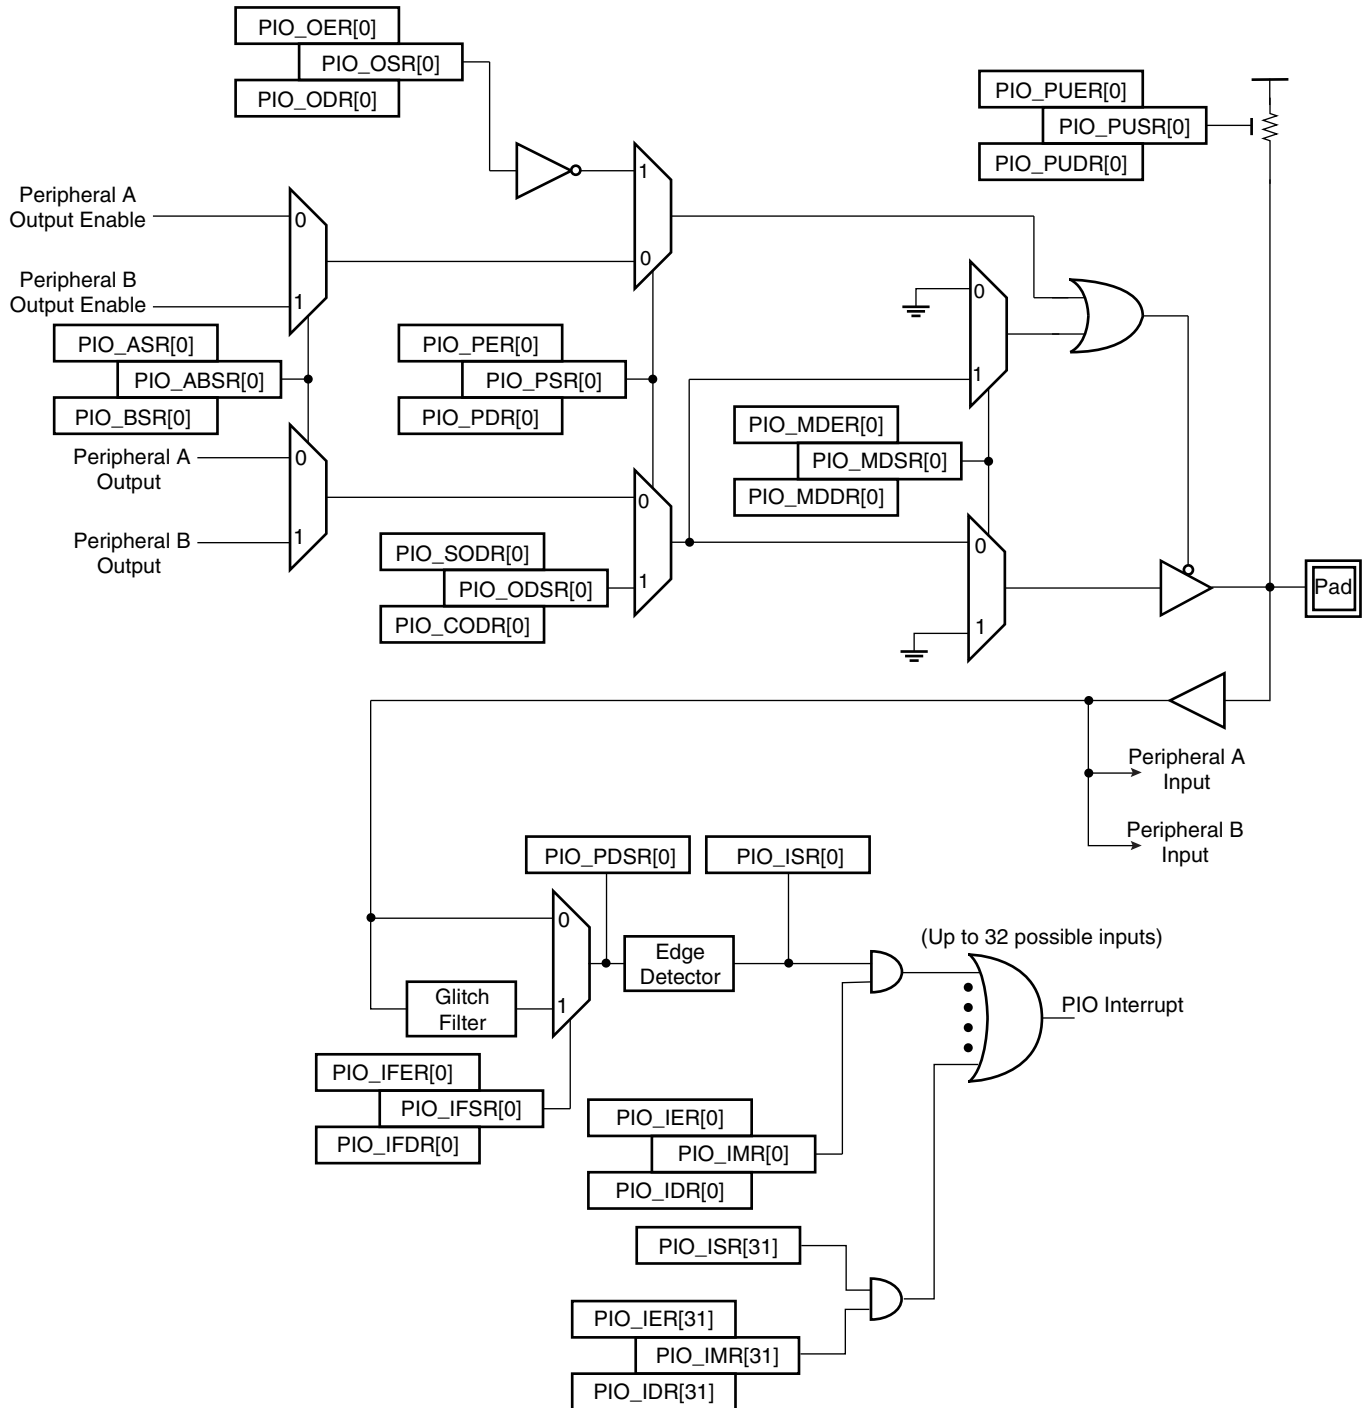 PIO_OER[0]
PIO_OSR[0]
PIO_ODR[0]
PIO_PUER[0]
PIO_PUSR[0]
PIO_PUDR[0]
1
0
Peripheral A
Output Enable
0
Peripheral B
Output Enable
1
PIO_ASR[0]
PIO_ABSR[0]
PIO_BSR[0]
PIO_PER[0]
PIO_PSR[0]
PIO_PDR[0]
0
1
PIO_MDER[0]
PIO_MDSR[0]
PIO_MDDR[0]
Peripheral A
Output
0
Peripheral B
Output
1
0
1
PIO_SODR[0]
PIO_ODSR[0]
PIO_CODR[0]
0
1
Pad
Peripheral A
Input
Peripheral B
Input
PIO_PDSR[0]
PIO_ISR[0]
0
1
Glitch
Filter
Edge
Detector
(Up to 32 possible inputs)
PIO Interrupt
PIO_IFER[0]
PIO_IFSR[0]
PIO_IFDR[0]
PIO_IER[0]
PIO_IMR[0]
PIO_IDR[0]
PIO_ISR[31]
PIO_IER[31]
PIO_IMR[31]
PIO_IDR[31]